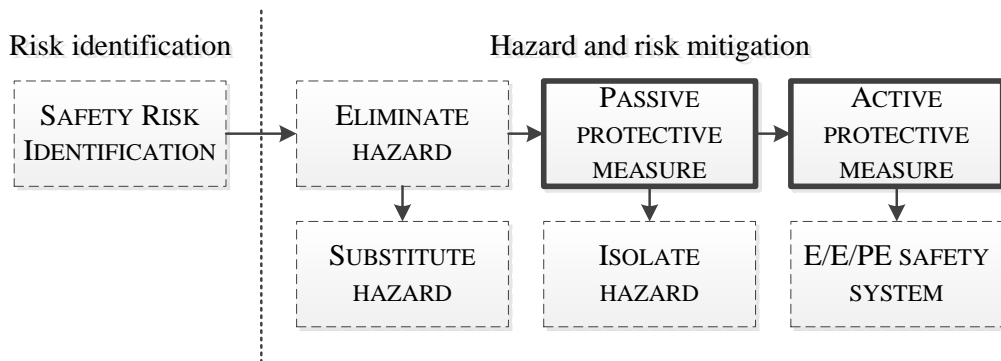 Risk identification
Hazard and risk mitigation
SAFETY RISK
IDENTIFICATION
ELIMINATE
HAZARD
PASSIVE
PROTECTIVE
MEASURE
ACTIVE
PROTECTIVE
MEASURE
SUBSTITUTE
HAZARD
ISOLATE
HAZARD
E/E/PE SAFETY
SYSTEM